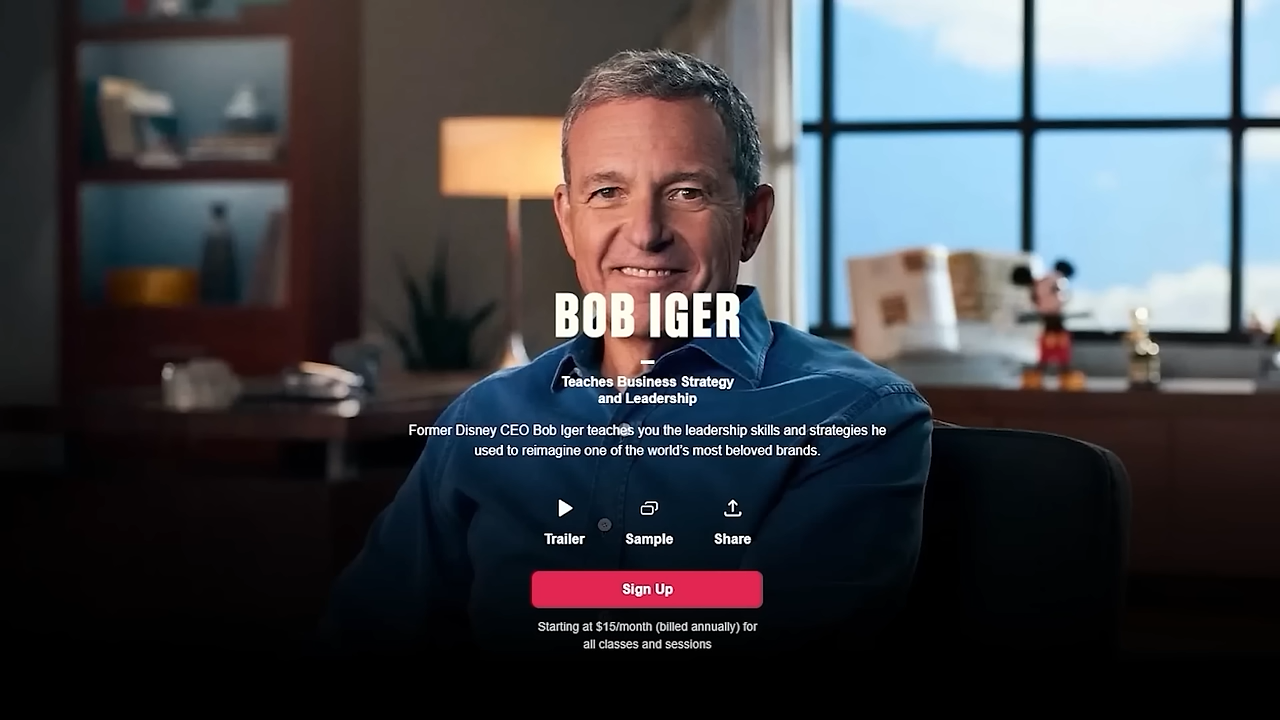 BOB IGER
Teaches Business Strategy
and Leadership
Former Disney CEO Bob Iger teaches you the leadership skills and strategies he
used to reimagine one of the world's most beloved brands.
Trailer
Sample
Share
Sign Up
Starting at $15/month (billed annually) for
all classes and sessions